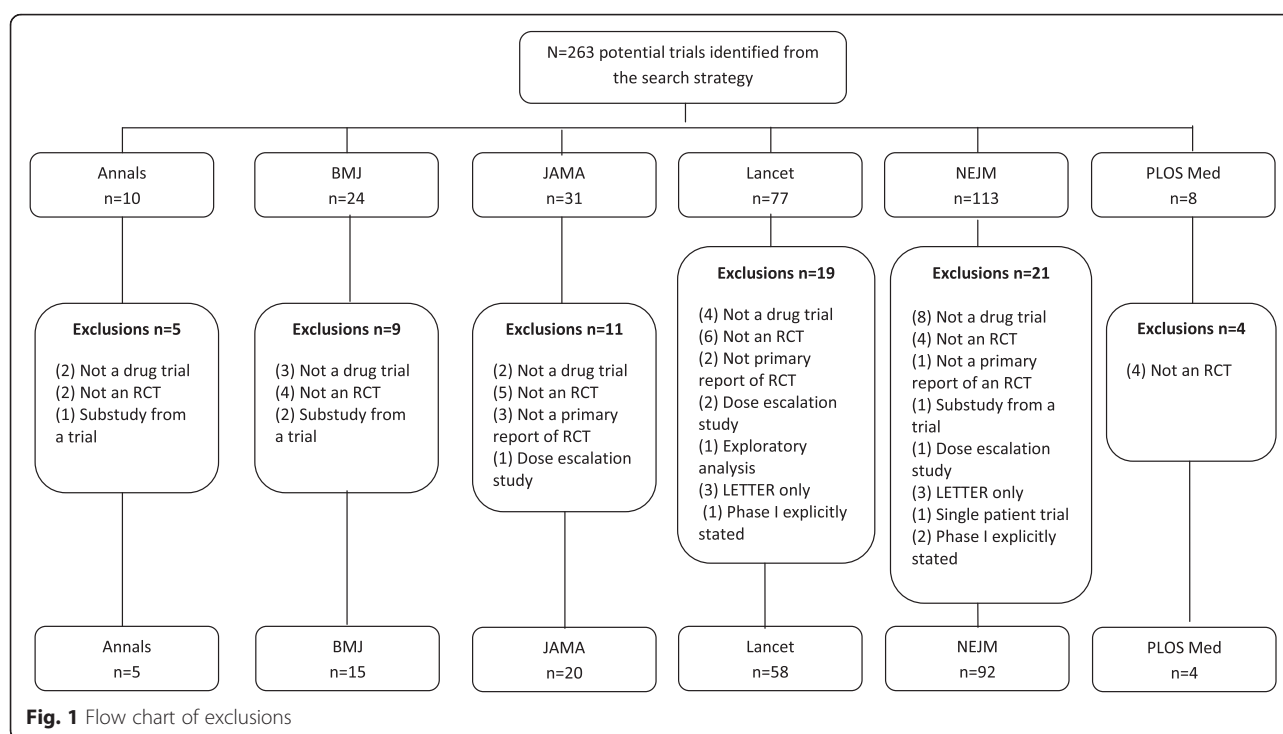 N=263 potential trials identified from
the search strategy
Annals
n=10
BMJ
n=24
JAMA
n=31
Lancet
n=77
NEJM
n=113
PLOS Med
n=8
Exclusions n=5
(2) Not a drug trial
(2) Not an RCT
(1) Substudy from
a trial
Exclusions n=9
(3) Not a drug trial
(4) Not an RCT
(2) Substudy from
a trial
Exclusions n=11
(2) Not a drug trial
(5) Not an RCT
(3) Not a primary
report of RCT
(1) Dose escalation
study
Exclusions n=19
(4) Not a drug trial
(6) Not an RCT
(2) Not primary
report of RCT
(2) Dose escalation
study
(1) Exploratory
analysis
(3) LETTER only
(1) Phase I explicitly
stated
Exclusions n=21
(8) Not a drug trial
(4) Not an RCT
(1) Not a primary
report of an RCT
(1) Substudy from a
trial
(1) Dose escalation
study
(3) LETTER only
(1) Single patient trial
(2) Phase I explicitly
stated
Exclusions n=4
(4) Not an RCT
Annals
n=5
BMJ
n=15
JAMA
n=20
Lancet
n=58
NEJM
n=92
PLOS Med
n=4
Fig. 1 Flow chart of exclusions